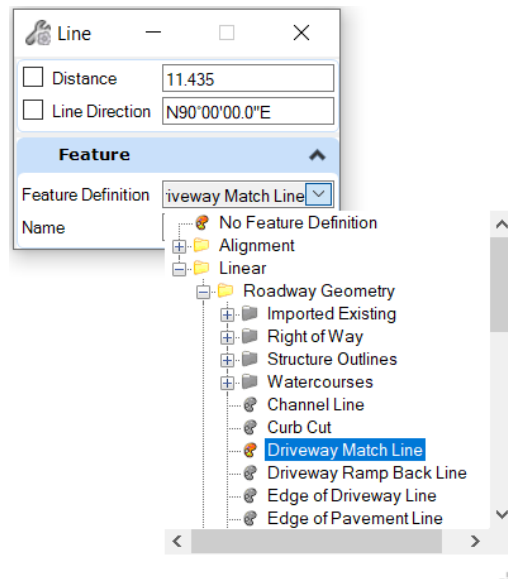 Line
Distance 11.435
Line Direction N90°00'00.0"E
Feature
Feature Definition riveway Match Line
Name
No Feature Definition
Alignment
Linear
Roadway Geometry
Imported Existing
Right of Way
Structure Outlines
Watercourses
Channel Line
Curb Cut
Driveway Match Line
Driveway Ramp Back Line
Edge of Driveway Line
Edge of Pavement Line